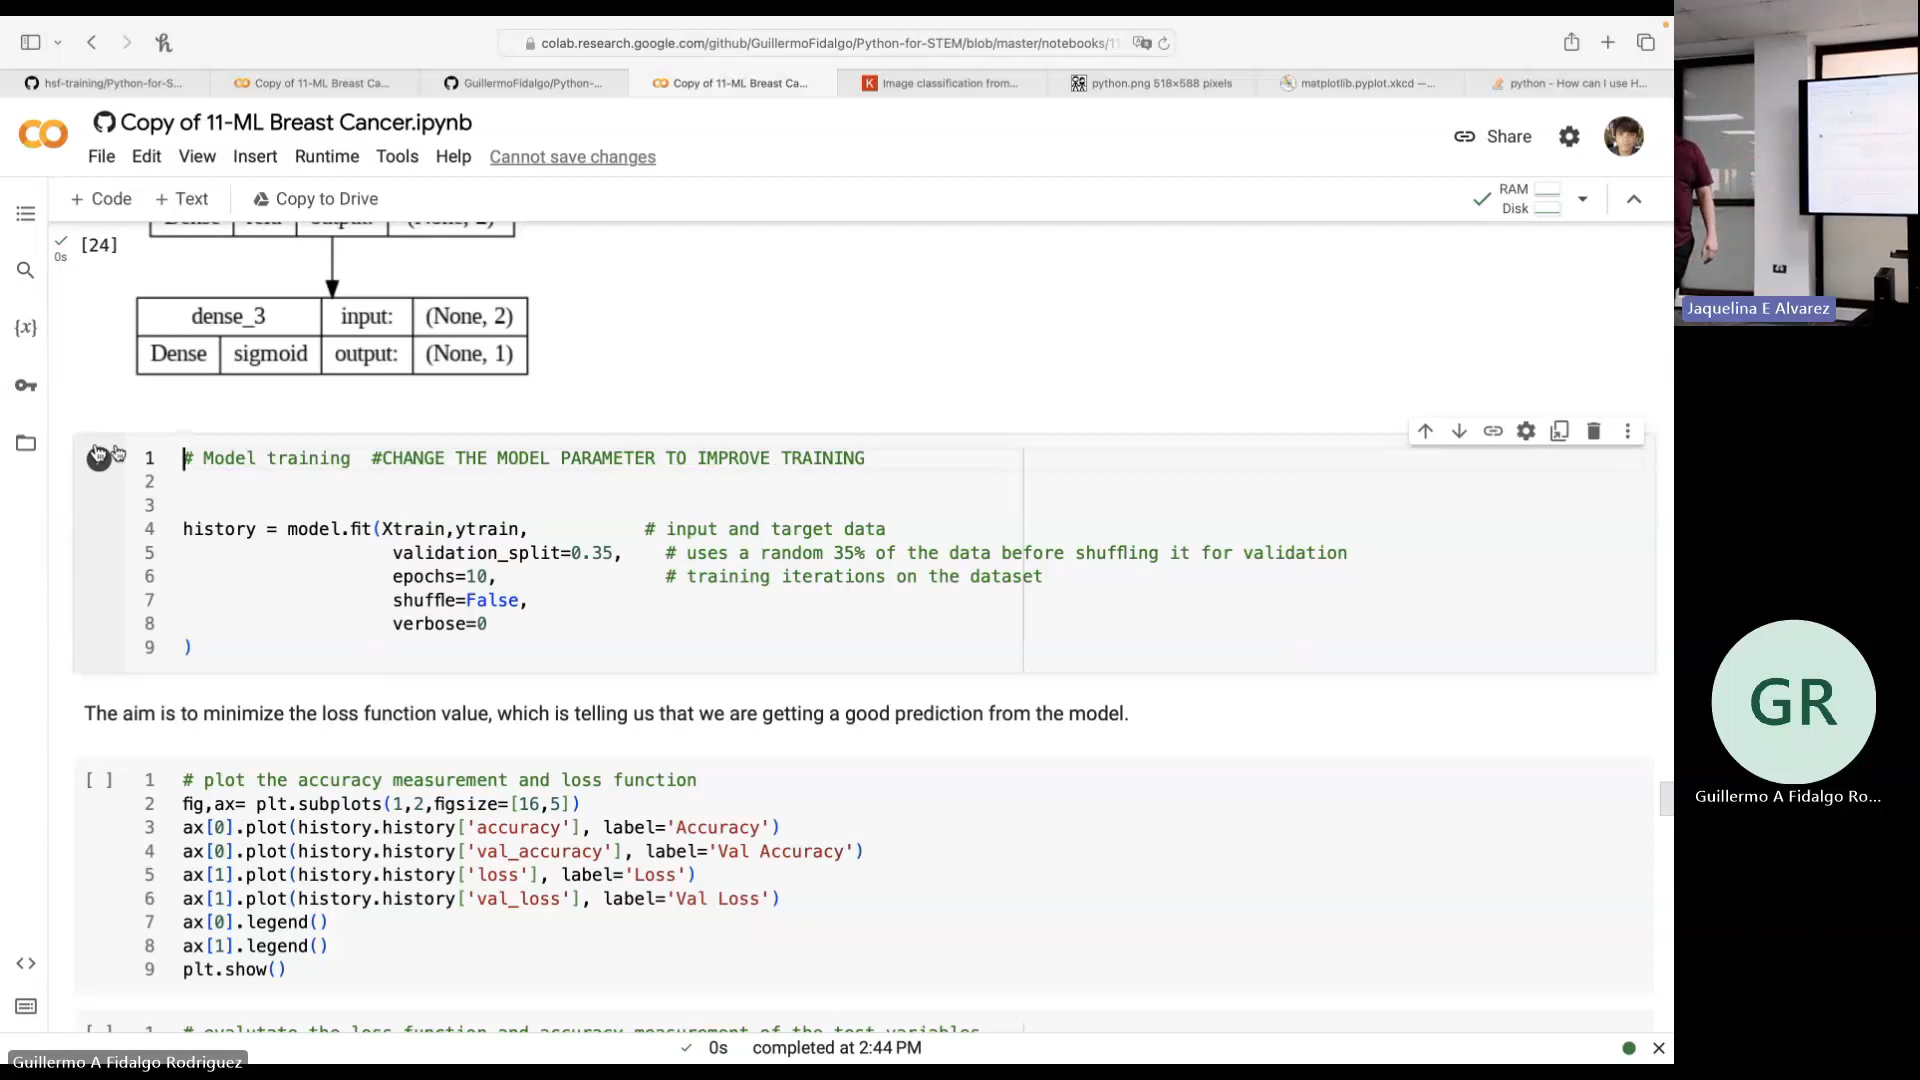 colab.research.google.com/github/GuillermoFidalgo/Python-for-STEM/blob/master/notebooks/1
hsf-training/Python-for-S...
Copy of 11-ML Breast Ca...
GuillermoFidalgo/Python-...
Copy of 11-ML Breast Ca...
Image classification from...
python.png 518×588 pixels
matplotlib.pyplot.xkcd —...
python - How can I use H...
Copy of 11-ML Breast Cancer.ipynb
File Edit View Insert Runtime Tools Help Cannot save changes
Share
+ Code + Text Copy to Drive
RAM
Disk
[24]
0s
dense_3 input: (None, 2)
Dense sigmoid output: (None, 1)
1 # Model training #CHANGE THE MODEL PARAMETER TO IMPROVE TRAINING
2
3
4 history = model.fit(Xtrain,ytrain, # input and target data
5 validation_split=0.35, # uses a random 35% of the data before shuffling it for validation
6 epochs=10, # training iterations on the dataset
7 shuffle=False,
8 verbose=0
9 )
The aim is to minimize the loss function value, which is telling us that we are getting a good prediction from the model.
[ ] 1 # plot the accuracy measurement and loss function
2 fig,ax= plt.subplots(1,2,figsize=[16,5])
3 ax[0].plot(history.history['accuracy'], label='Accuracy')
4 ax[0].plot(history.history['val_accuracy'], label='Val Accuracy')
5 ax[1].plot(history.history['loss'], label='Loss')
6 ax[1].plot(history.history['val_loss'], label='Val Loss')
7 ax[0].legend()
8 ax[1].legend()
9 plt.show()
[ ] 1 # evalutate the loss function and accuracy measurement of the test variables
0s completed at 2:44 PM
Guillermo A Fidalgo Rodriguez
Jaquelina E Alvarez
GR
Guillermo A Fidalgo Ro...